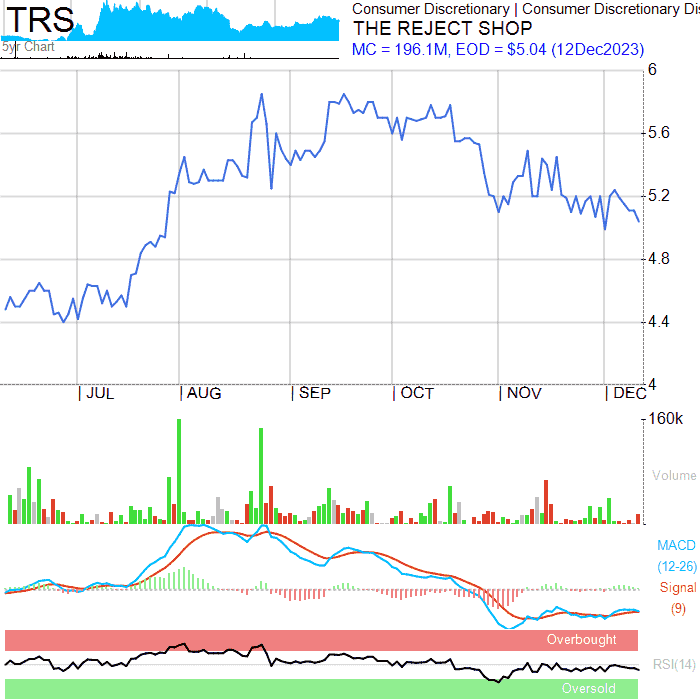 TRS
5yr Chart
Consumer Discretionary | Consumer Discretionary Dis
THE REJECT SHOP
MC = 196.1M, EOD = $5.04 (12Dec2023)
6
5.6
5.2
4.8
4.4
4
| JUL | AUG | SEP | OCT | NOV | DEC
160k
Volume
MACD
(12-26)
Signal
(9)
Overbought
RSI(14)
Oversold